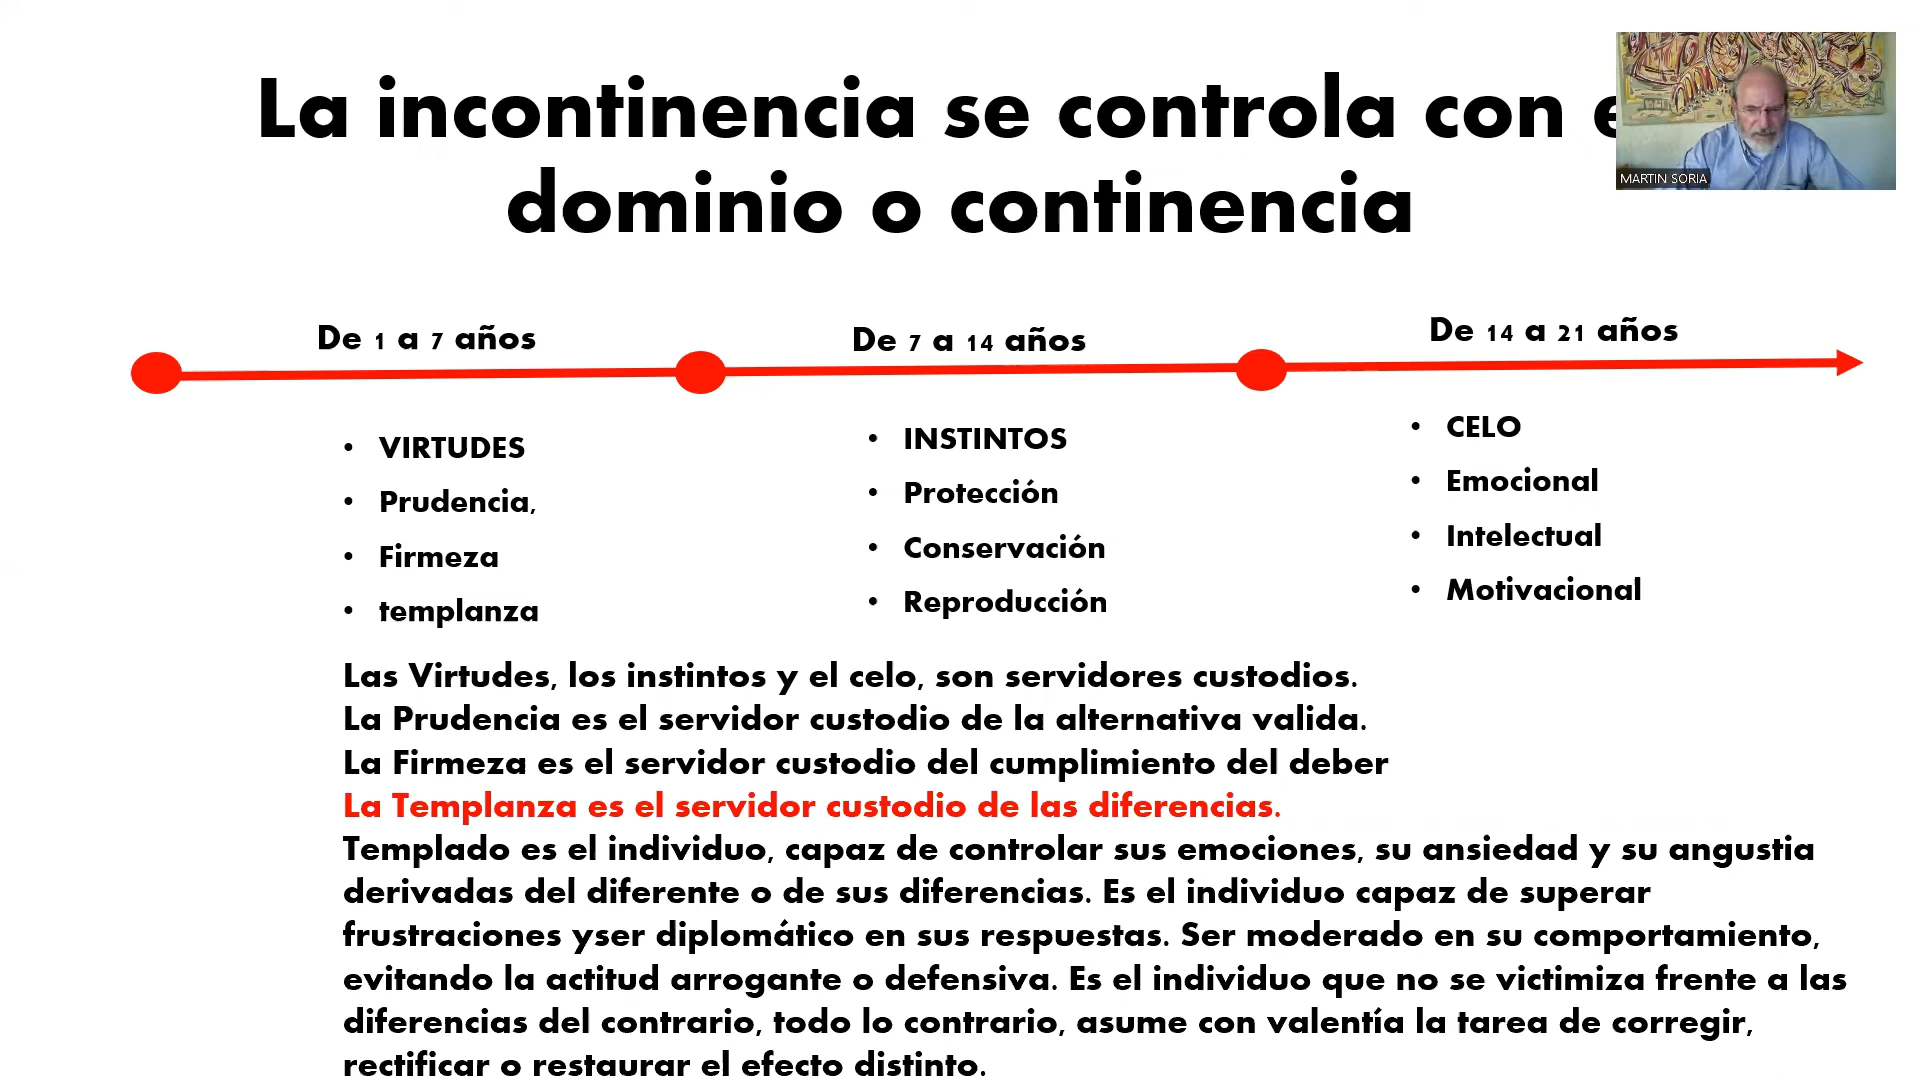 La incontinencia se controla con e
dominio o continencia
MARTIN SORIA
De 1 a 7 años
De 7 a 14 años
De 14 a 21 años
• VIRTUDES
• Prudencia,
• Firmeza
• templanza
• INSTINTOS
• Protección
• Conservación
• Reproducción
• CELO
• Emocional
• Intelectual
• Motivacional
Las Virtudes, los instintos y el celo, son servidores custodios.
La Prudencia es el servidor custodio de la alternativa valida.
La Firmeza es el servidor custodio del cumplimiento del deber
La Templanza es el servidor custodio de las diferencias.
Templado es el individuo, capaz de controlar sus emociones, su ansiedad y su angustia
derivadas del diferente o de sus diferencias. Es el individuo capaz de superar
frustraciones yser diplomático en sus respuestas. Ser moderado en su comportamiento,
evitando la actitud arrogante o defensiva. Es el individuo que no se victimiza frente a las
diferencias del contrario, todo lo contrario, asume con valentía la tarea de corregir,
rectificar o restaurar el efecto distinto.